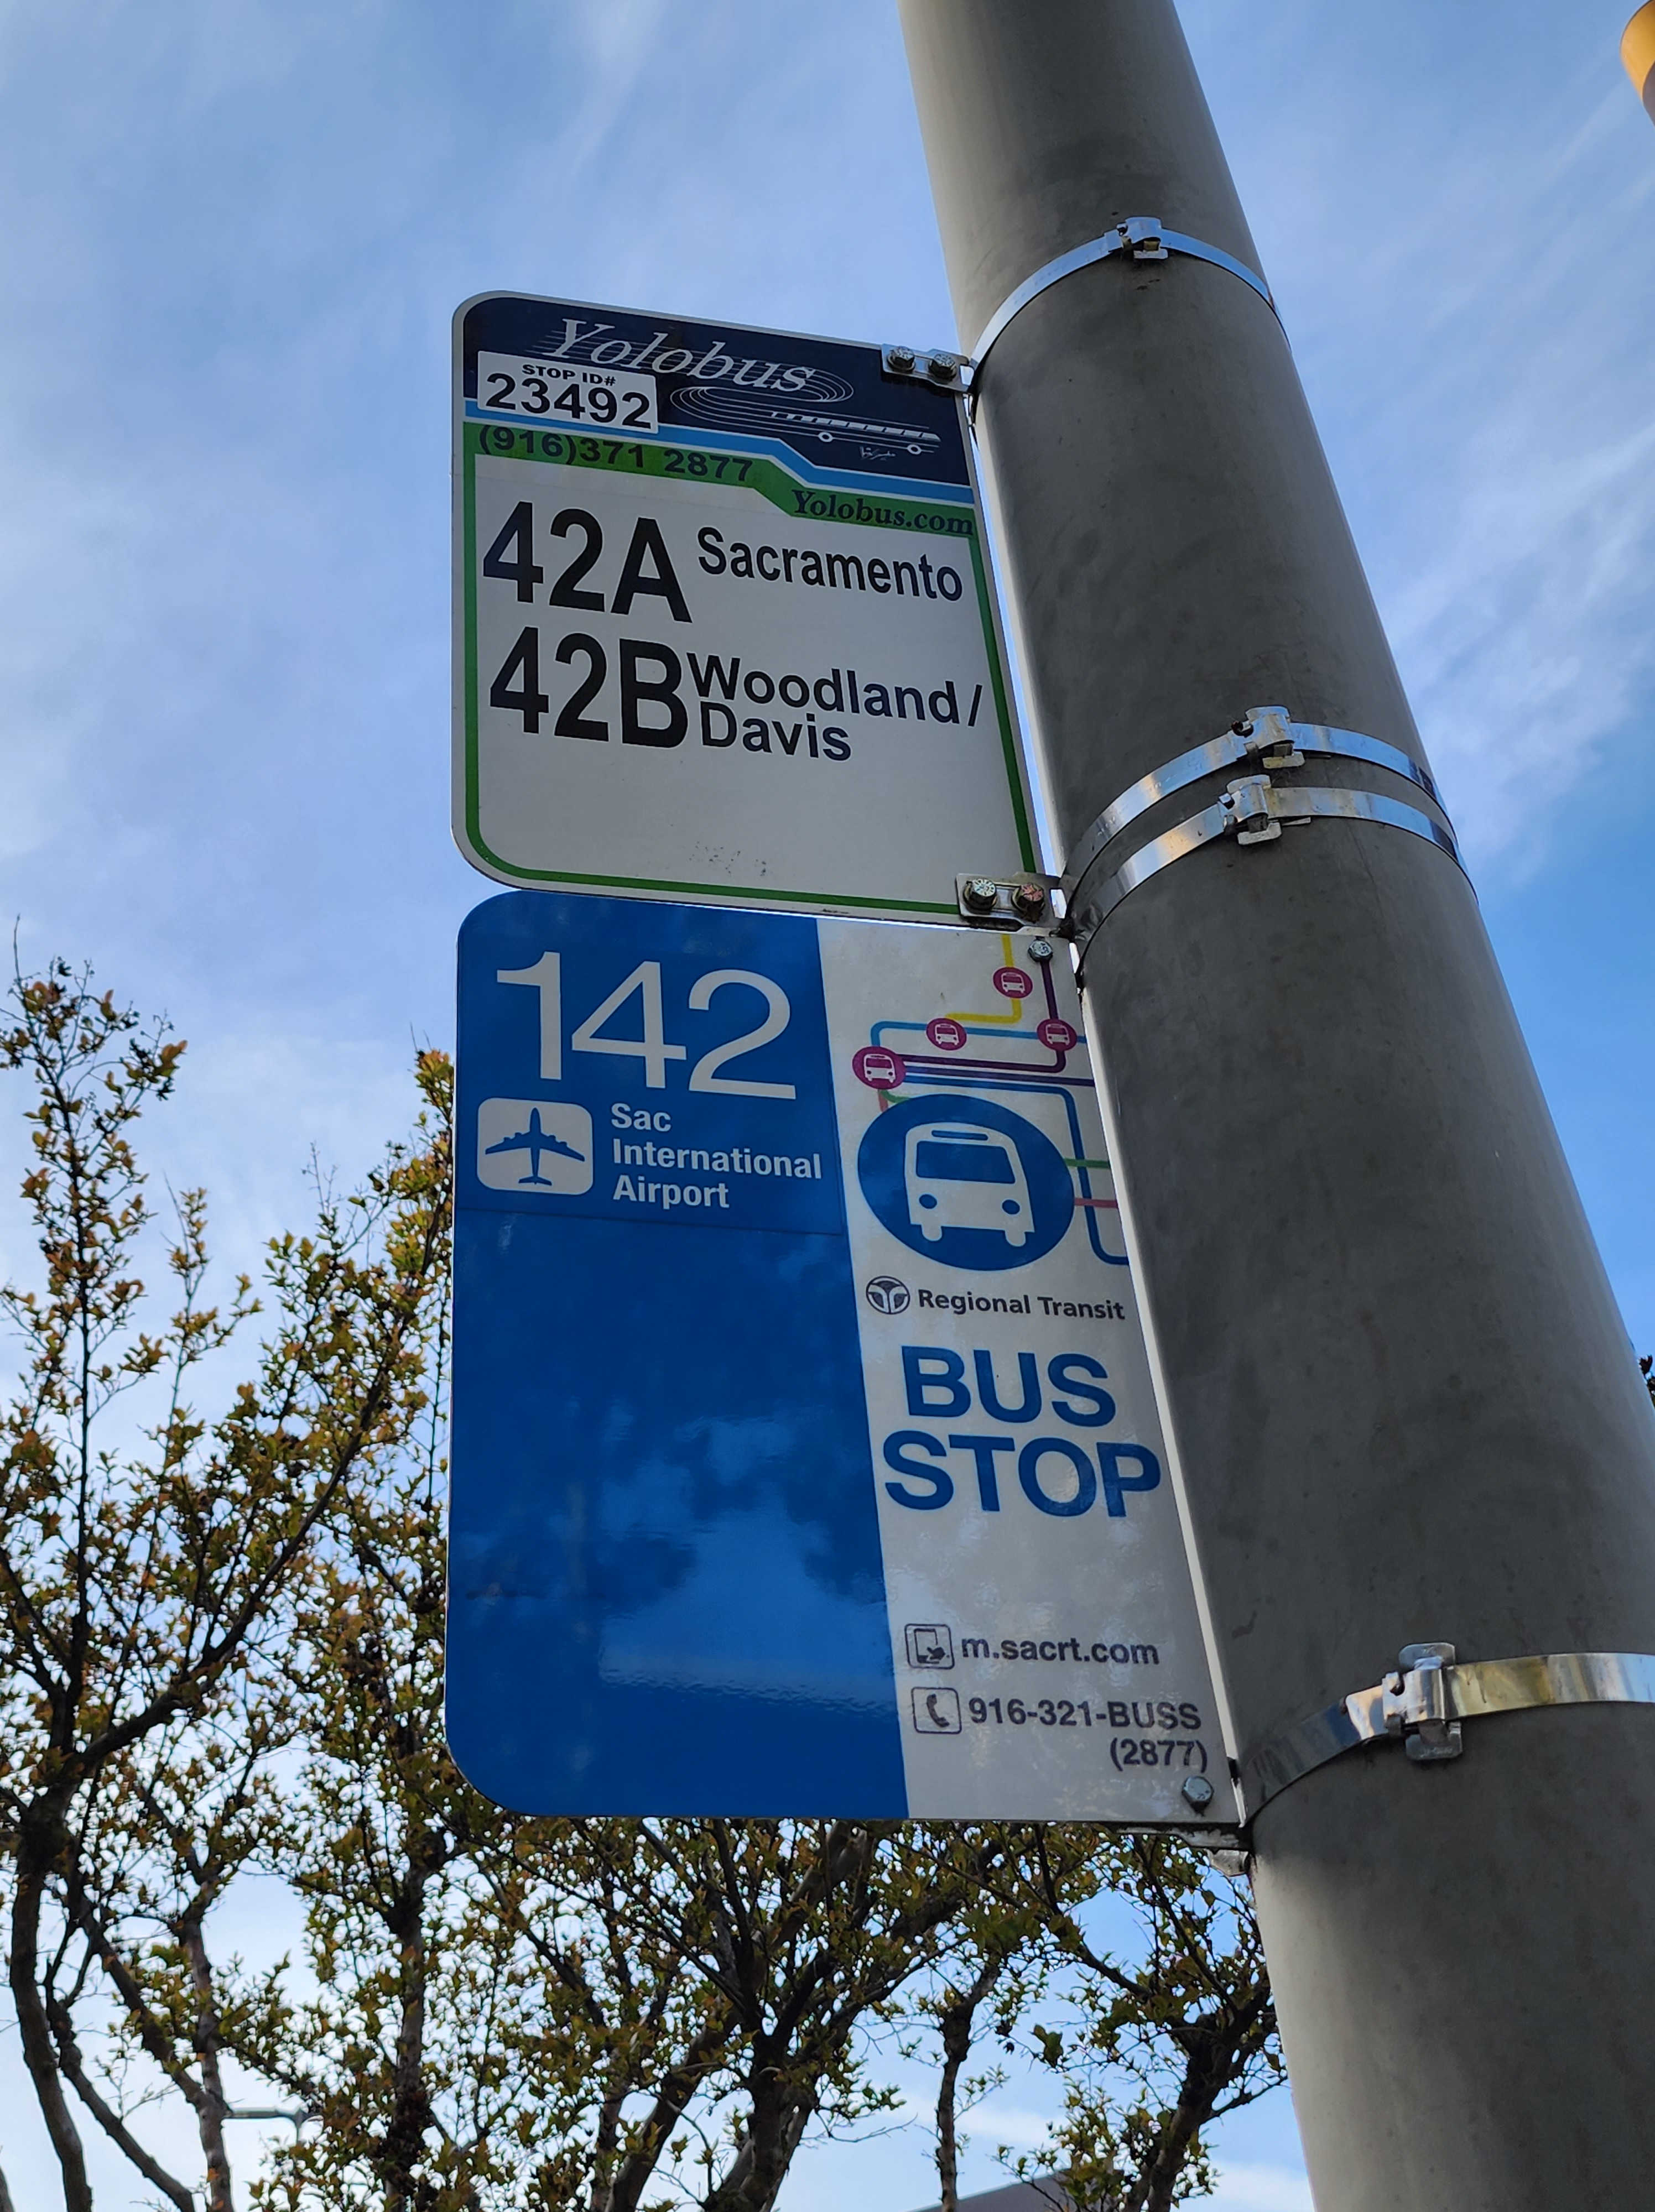 Yolobus
STOP ID#
23492
(916)371 2877
Yolobus.com
42A Sacramento
42B Woodland/
Davis
142
Sac
International
Airport
Regional Transit
BUS
STOP
m.sacrt.com
916-321-BUSS
(2877)